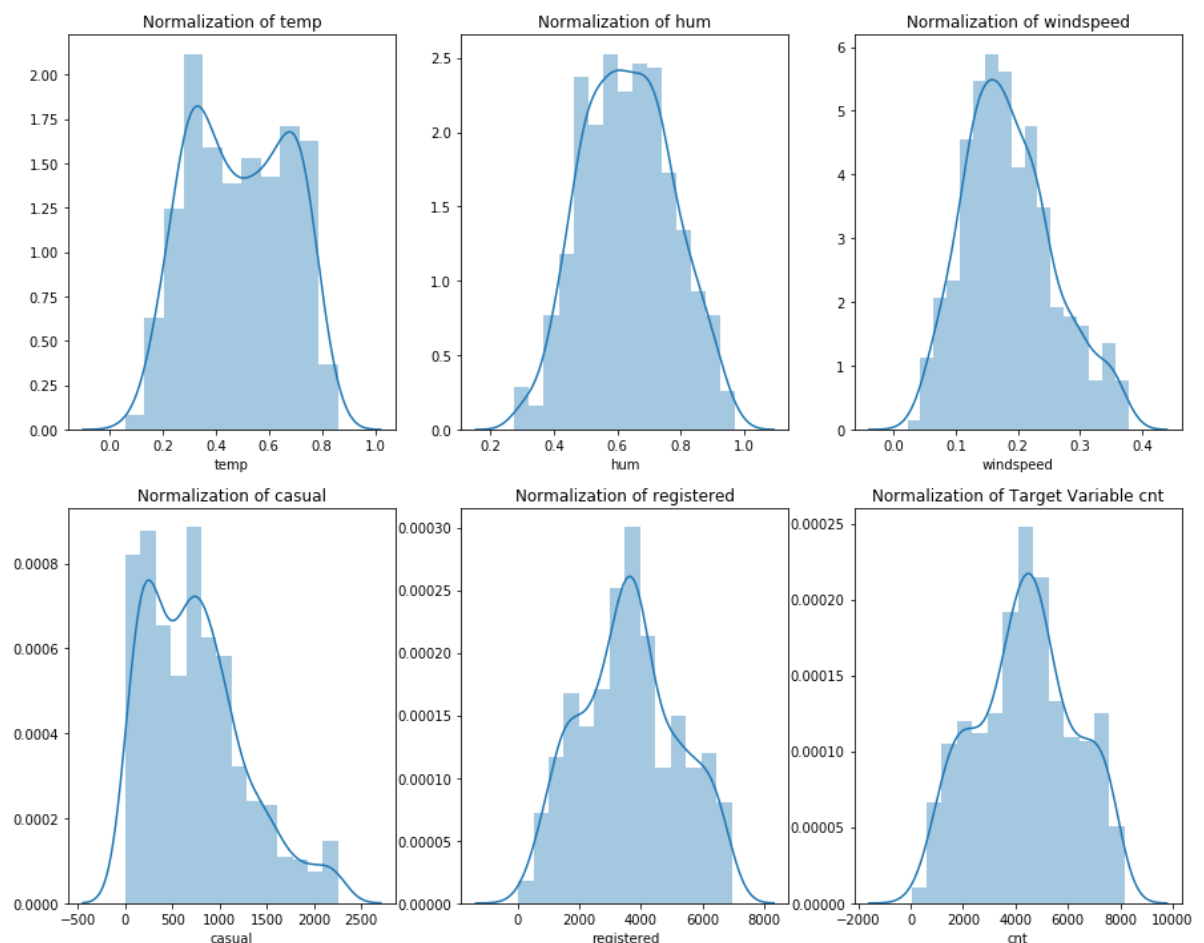 Normalization of temp
Normalization of hum
Normalization of windspeed
2.00
1.75
1.50
1.25
1.00
0.75
0.50
0.25
0.00
0.0 0.2 0.4 0.6 0.8 1.0
temp
2.5
2.0
1.5
1.0
0.5
0.0
0.2 0.4 0.6 0.8 1.0
hum
6
5
4
3
2
1
0
0.0 0.1 0.2 0.3 0.4
windspeed
Normalization of casual
Normalization of registered
Normalization of Target Variable cnt
0.0008
0.0006
0.0004
0.0002
0.0000
−500 0 500 1000 1500 2000 2500
casual
0.00030
0.00025
0.00020
0.00015
0.00010
0.00005
0.00000
0 2000 4000 6000 8000
registered
0.00025
0.00020
0.00015
0.00010
0.00005
0.00000
−2000 0 2000 4000 6000 8000 10000
cnt